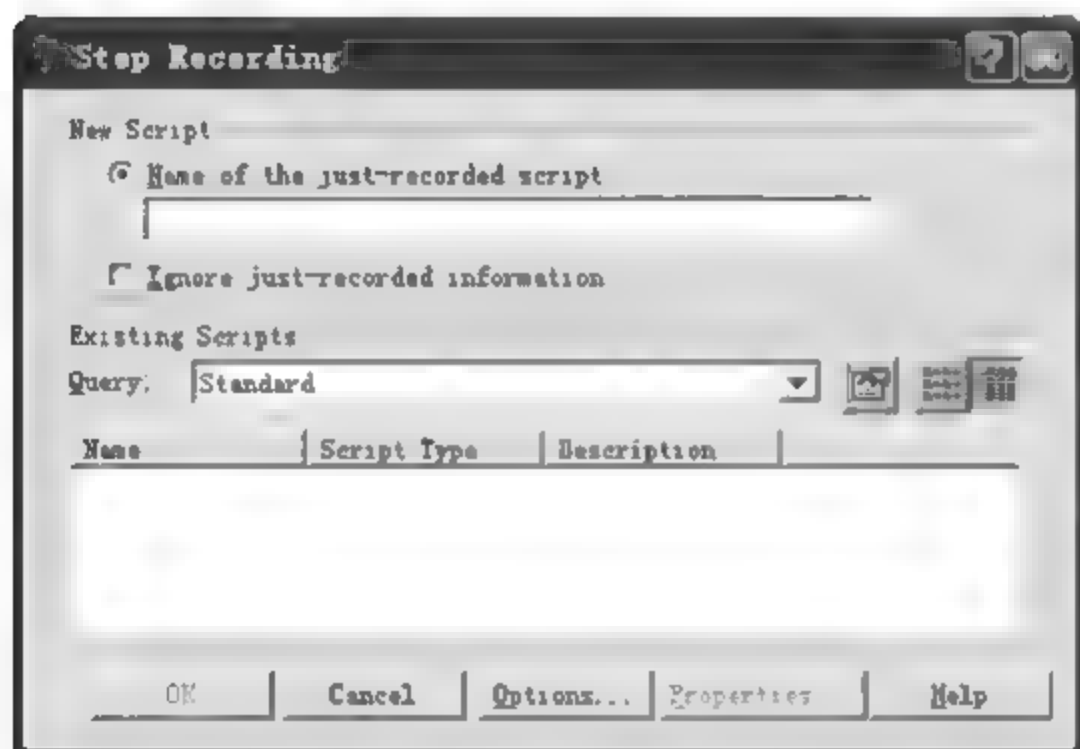 Stop Recording
New Script
Name of the just-recorded script
Ignore just-recorded information
Existing Scripts
Query: Standard
Name Script Type Description
OK Cancel Options... Properties Help